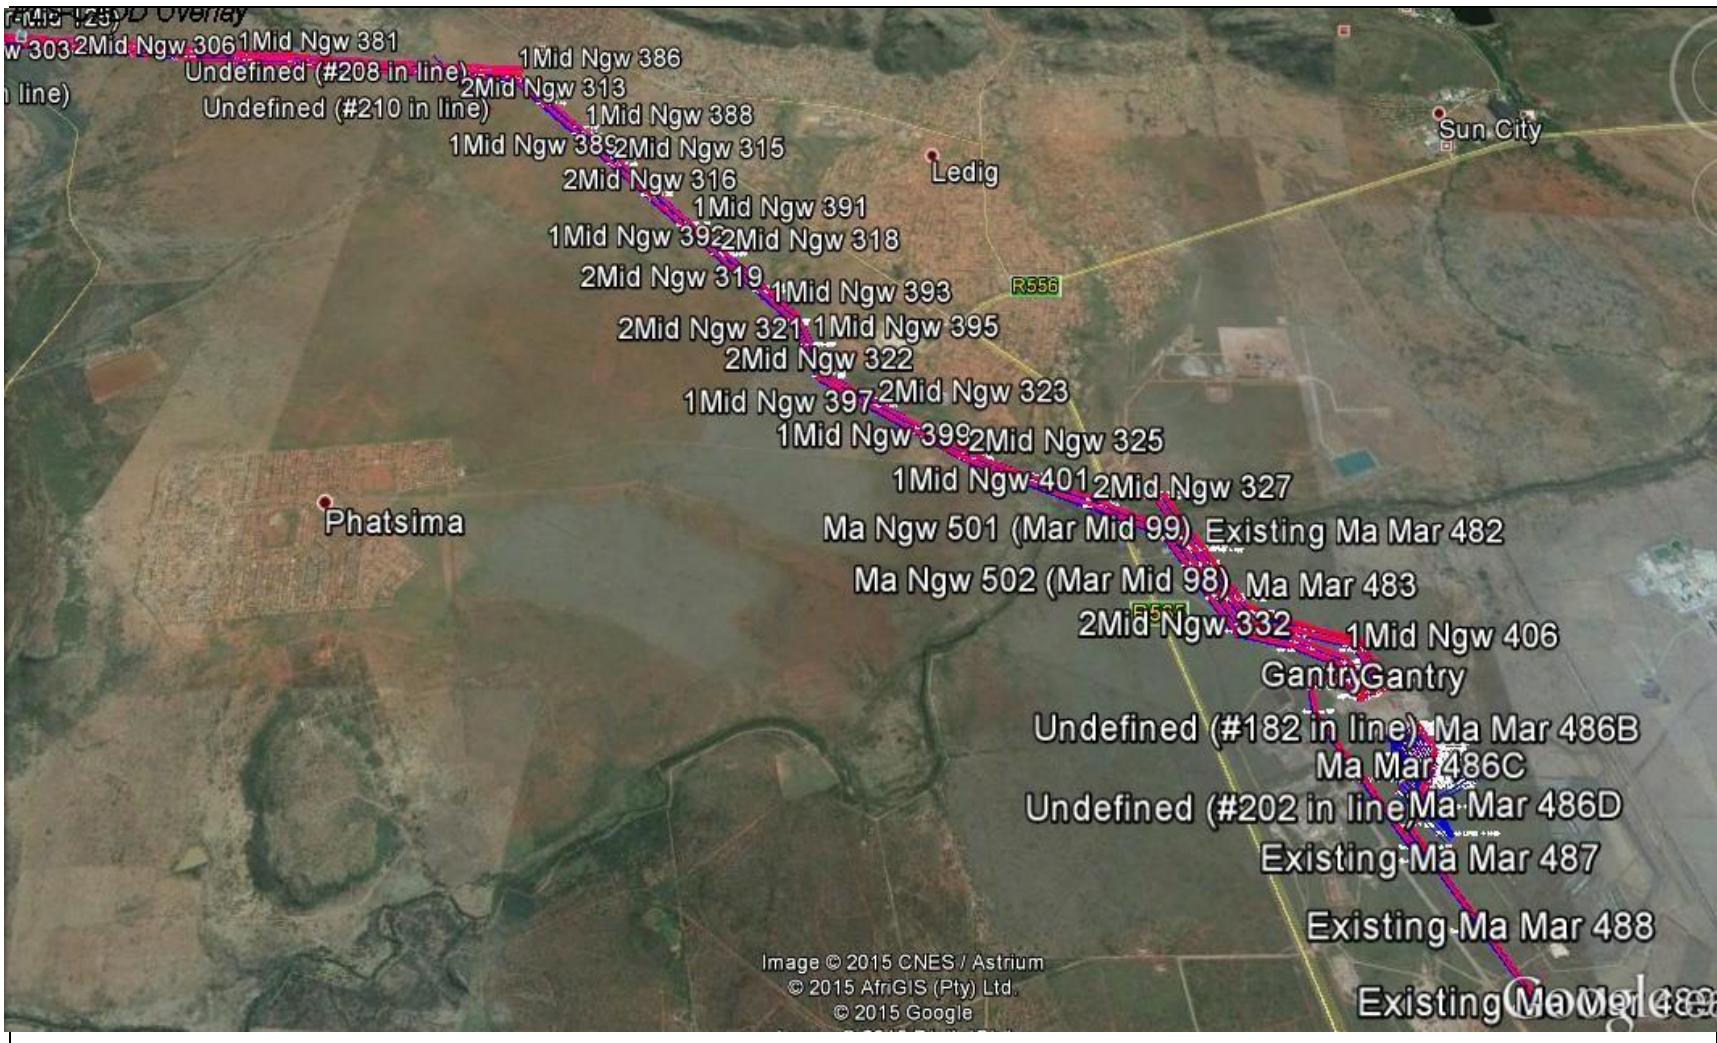 Overlay
w 303 2Mid Ngw 306 1Mid Ngw 381
1Mid Ngw 386
Undefined (#208 in line)
2Mid Ngw 313
line)
Undefined (#210 in line)
1Mid Ngw 388
1Mid Ngw 389 2Mid Ngw 315
Sun City
Ledig
2Mid Ngw 316
1Mid Ngw 391
1Mid Ngw 392 2Mid Ngw 318
2Mid Ngw 319
R556
1Mid Ngw 393
2Mid Ngw 321 1Mid Ngw 395
2Mid Ngw 322
2Mid Ngw 323
1Mid Ngw 397
1Mid Ngw 399 2Mid Ngw 325
1Mid Ngw 401 2Mid Ngw 327
Phatsima
Ma Ngw 501 (Mar Mid 99) Existing Ma Mar 482
Ma Ngw 502 (Mar Mid 98) Ma Mar 483
2Mid Ngw 332
1Mid Ngw 406
Gantry Gantry
Undefined (#182 in line) Ma Mar 486B
Ma Mar 486C
Undefined (#202 in line) Ma Mar 486D
Existing Ma Mar 487
Existing Ma Mar 488
Image © 2015 CNES / Astrium
© 2015 AfriGIS (Pty) Ltd.
© 2015 Google
Existing Ma Mar 489
Google